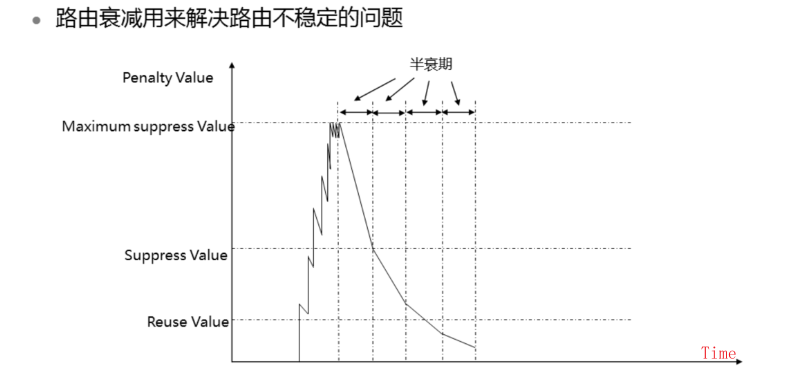 路由衰减用来解决路由不稳定的问题
半衰期
Penalty Value
Maximum suppress Value
Suppress Value
Reuse Value
Time